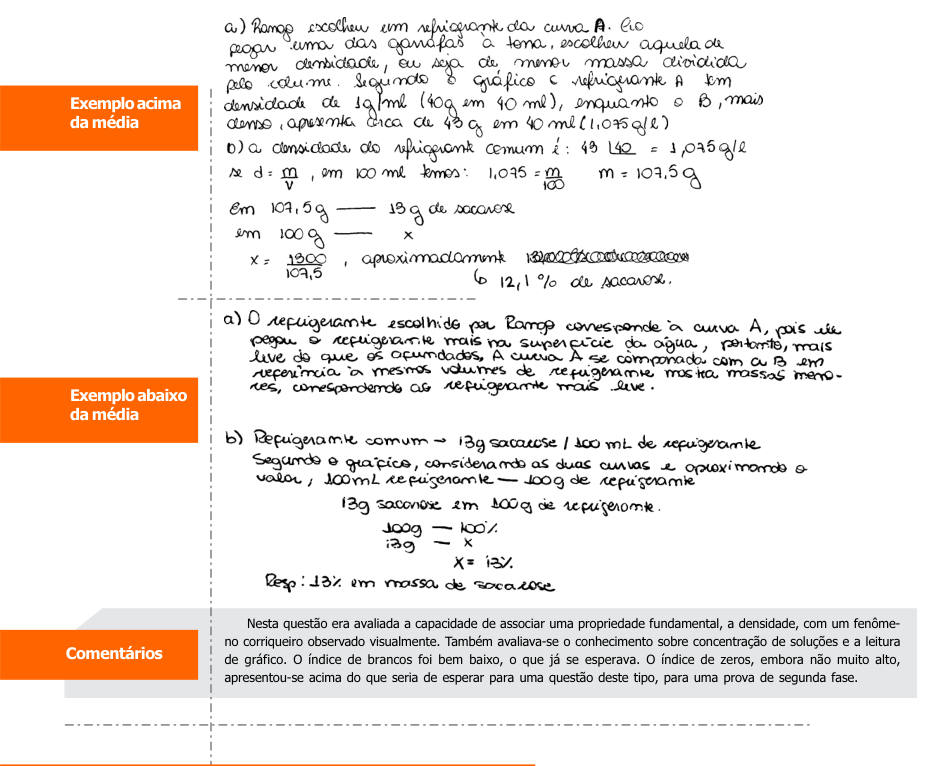 a) Rango escolheu um refrigerante da curva A. Ao
pegar uma das garrafas à tona, escolheu aquela de
menor densidade, ou seja de menor massa dividida
pelo volume. Segundo o gráfico o refrigerante A tem
densidade de 1g/ml (40g em 40 ml), enquanto o B, mais
denso, apresenta cerca de 43 g em 40 ml (1,075 g/l)
b) a densidade do refrigerante comum é: 43 |40 = 1,075 g/l
se d = m/v , em 100 ml temos: 1,075 = m/100 m = 107,5 g
Em 107,5 g —— 13 g de sacarose
em 100 g —— x
x = 1300/107,5 , aproximadamente
12,1 % de sacarose.
Exemplo acima
da média
a) O refrigerante escolhido por Rango corresponde à curva A, pois ele
pegou o refrigerante mais na superfície da água, portanto, mais
leve do que os afundados. A curva A se comparada com a B em
referência a mesmos volumes de refrigerante mostra massas meno-
res, correspondendo ao refrigerante mais leve.
Exemplo abaixo
da média
b) Refrigerante comum → 13g sacarose / 100 mL de refrigerante
Segundo o gráfico, considerando as duas curvas e aproximando o
valor, 100mL refrigerante — 100g de refrigerante
13g sacarose em 100g de refrigerante.
100g — 100%
13g — x
x = 13%
Resp: 13% em massa de sacarose
Comentários
Nesta questão era avaliada a capacidade de associar uma propriedade fundamental, a densidade, com um fenôme-
no corriqueiro observado visualmente. Também avaliava-se o conhecimento sobre concentração de soluções e a leitura
de gráfico. O índice de brancos foi bem baixo, o que já se esperava. O índice de zeros, embora não muito alto,
apresentou-se acima do que seria de esperar para uma questão deste tipo, para uma prova de segunda fase.